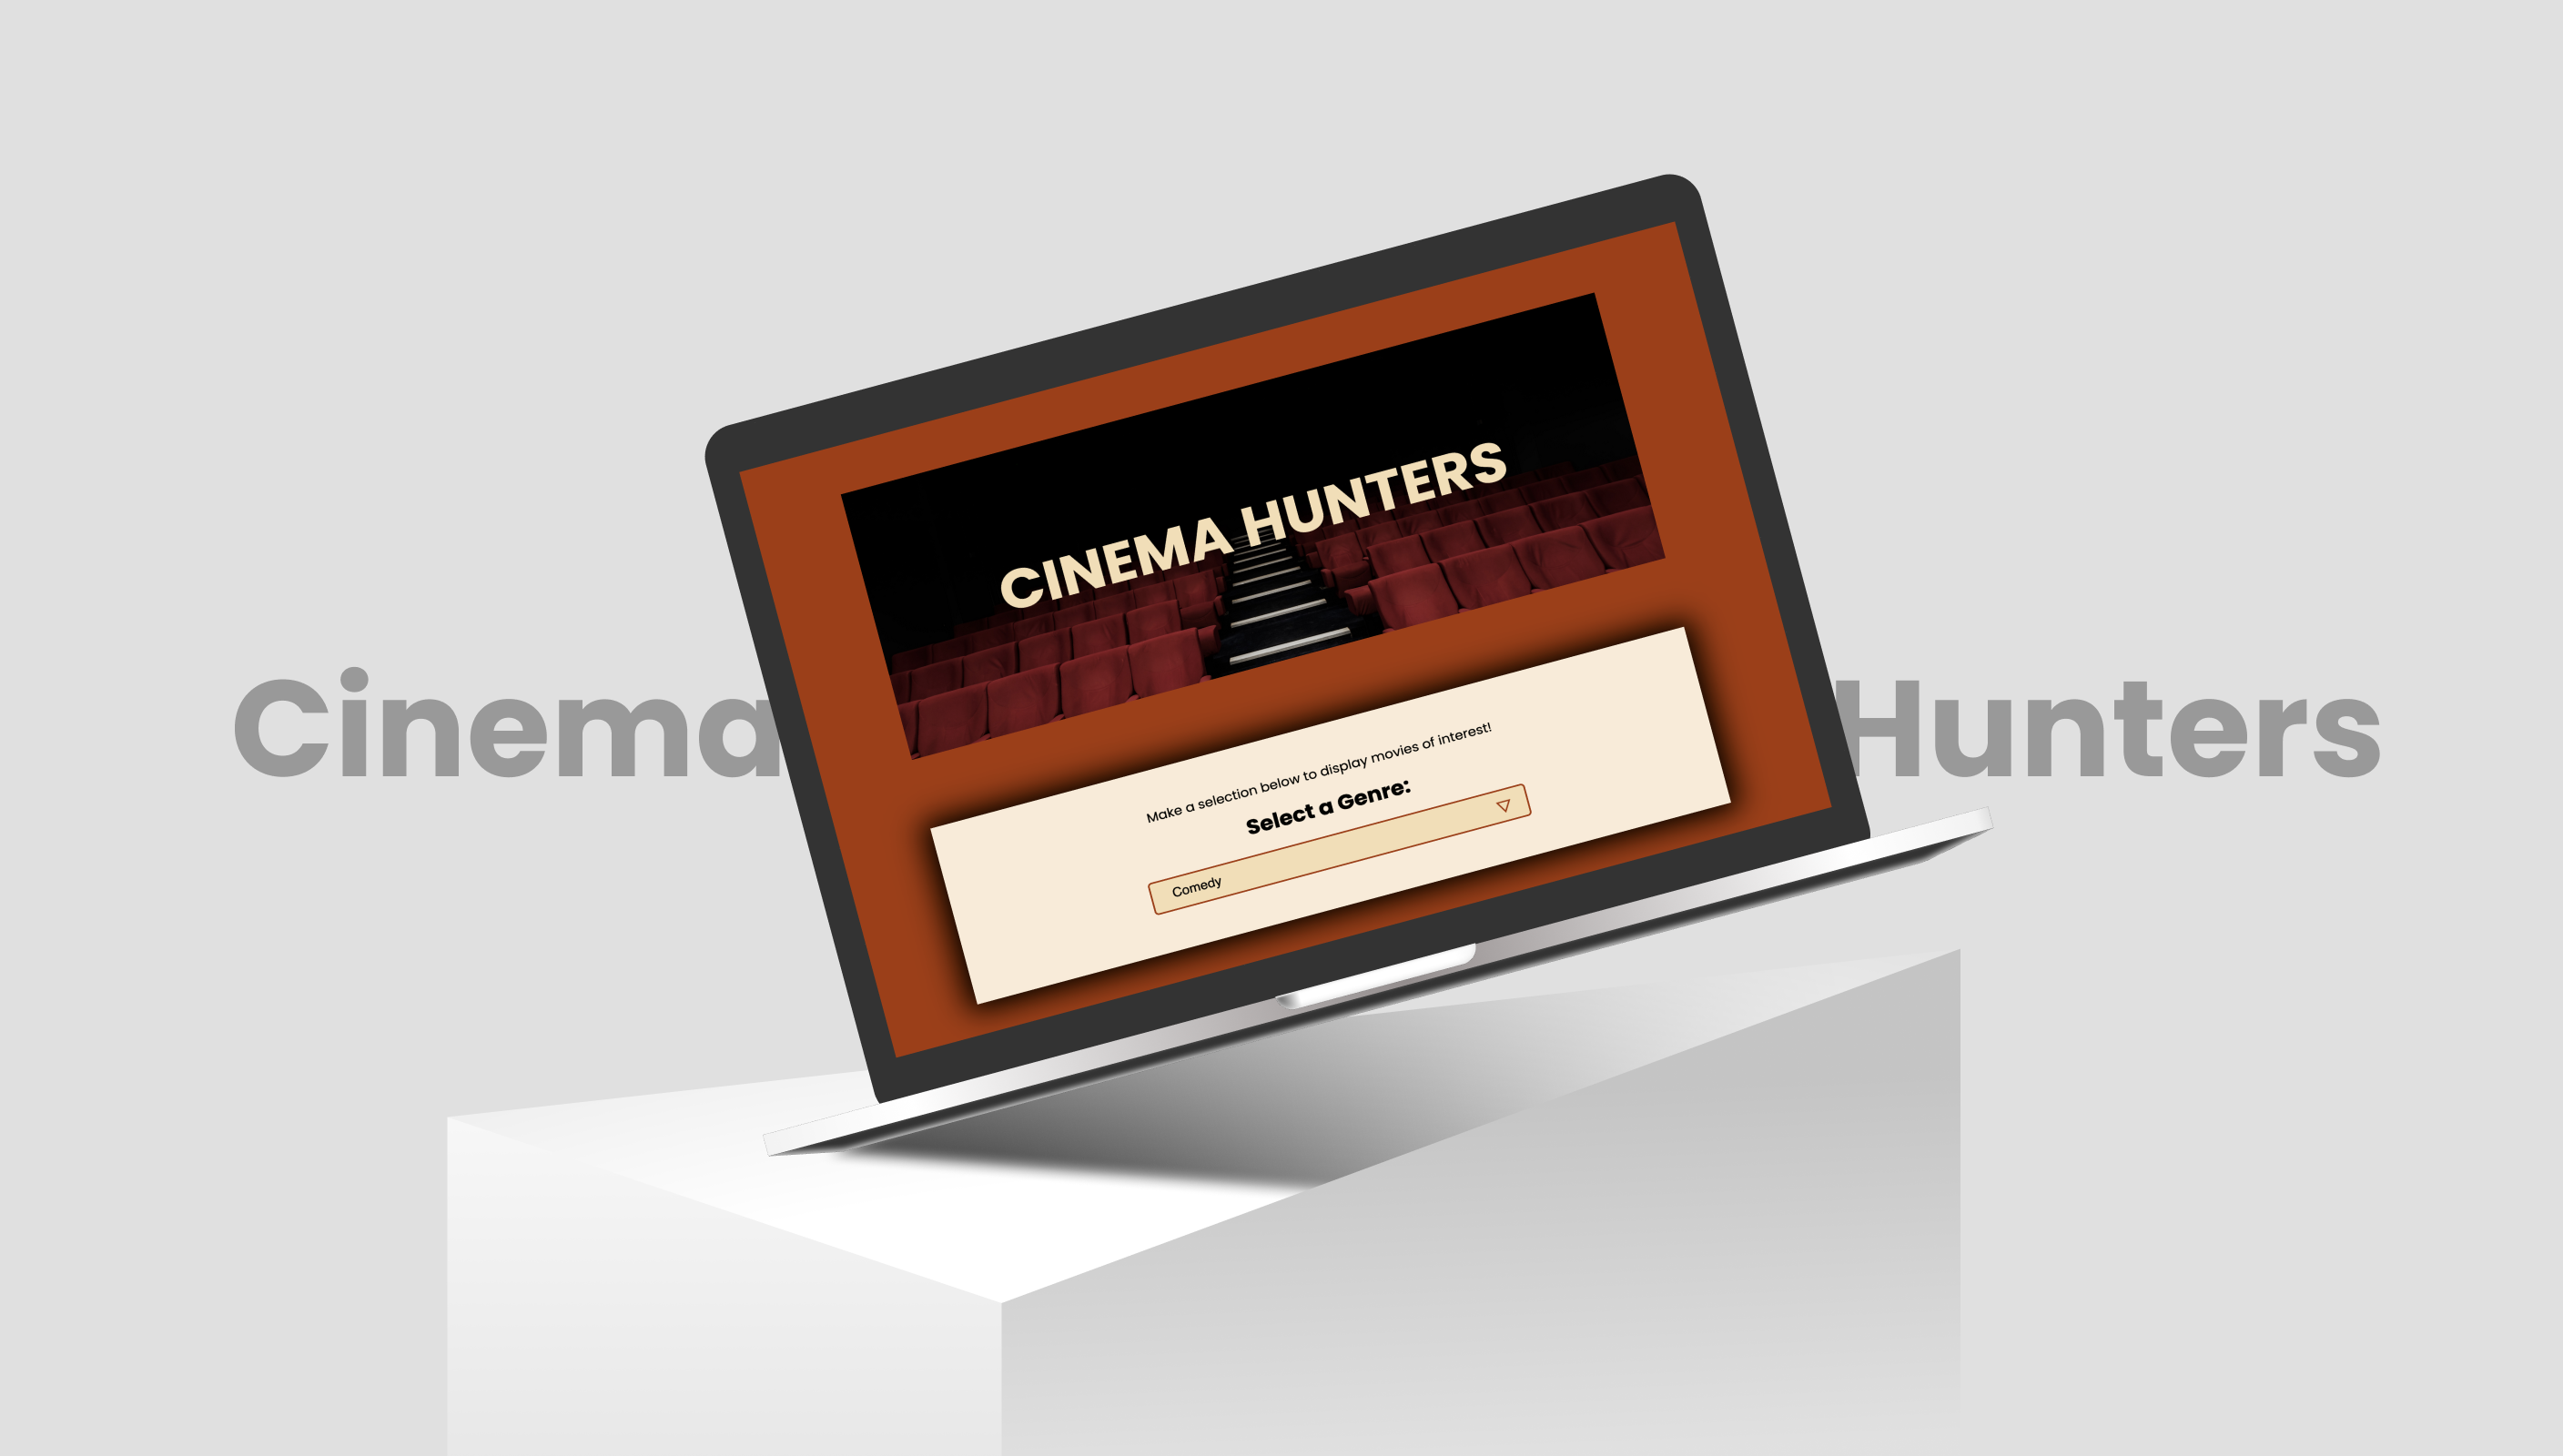 Cinema Hunters
CINEMA HUNTERS
Make a selection below to display movies of interest!
Select a Genre:
Comedy